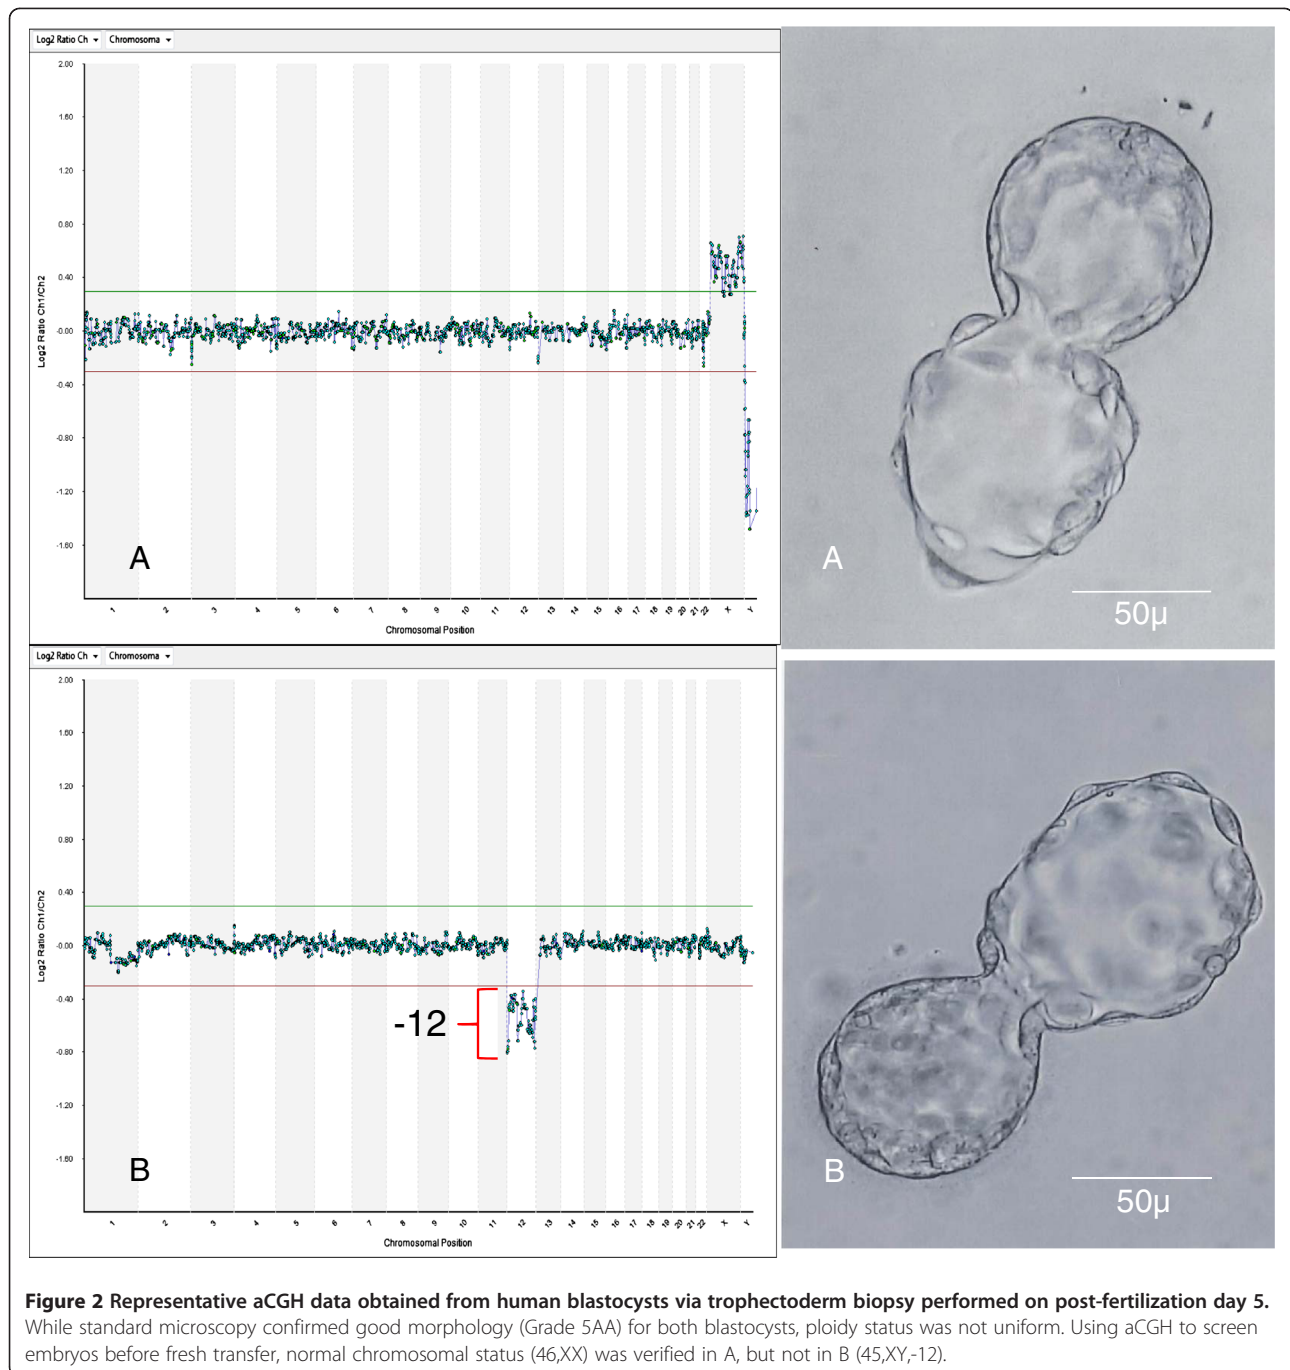 Log2 Ratio Ch Chromosoma
2.00
1.60
1.20
0.80
0.40
-0.00
-0.40
-0.80
-1.20
-1.60
Log2 Ratio Ch1/Ch2
A
1 2 3 4 5 6 7 8 9 10 11 12 13 14 15 16 17 18 19 20 21 22 X Y
Chromosomal Position
A
50µ
Log2 Ratio Ch Chromosoma
2.00
1.60
1.20
0.80
0.40
-0.00
-0.40
-0.80
-1.20
-1.60
Log2 Ratio Ch1/Ch2
-12
B
1 2 3 4 5 6 7 8 9 10 11 12 13 14 15 16 17 18 19 20 21 22 X Y
Chromosomal Position
B
50µ
Figure 2 Representative aCGH data obtained from human blastocysts via trophectoderm biopsy performed on post-fertilization day 5.
While standard microscopy confirmed good morphology (Grade 5AA) for both blastocysts, ploidy status was not uniform. Using aCGH to screen
embryos before fresh transfer, normal chromosomal status (46,XX) was verified in A, but not in B (45,XY,-12).